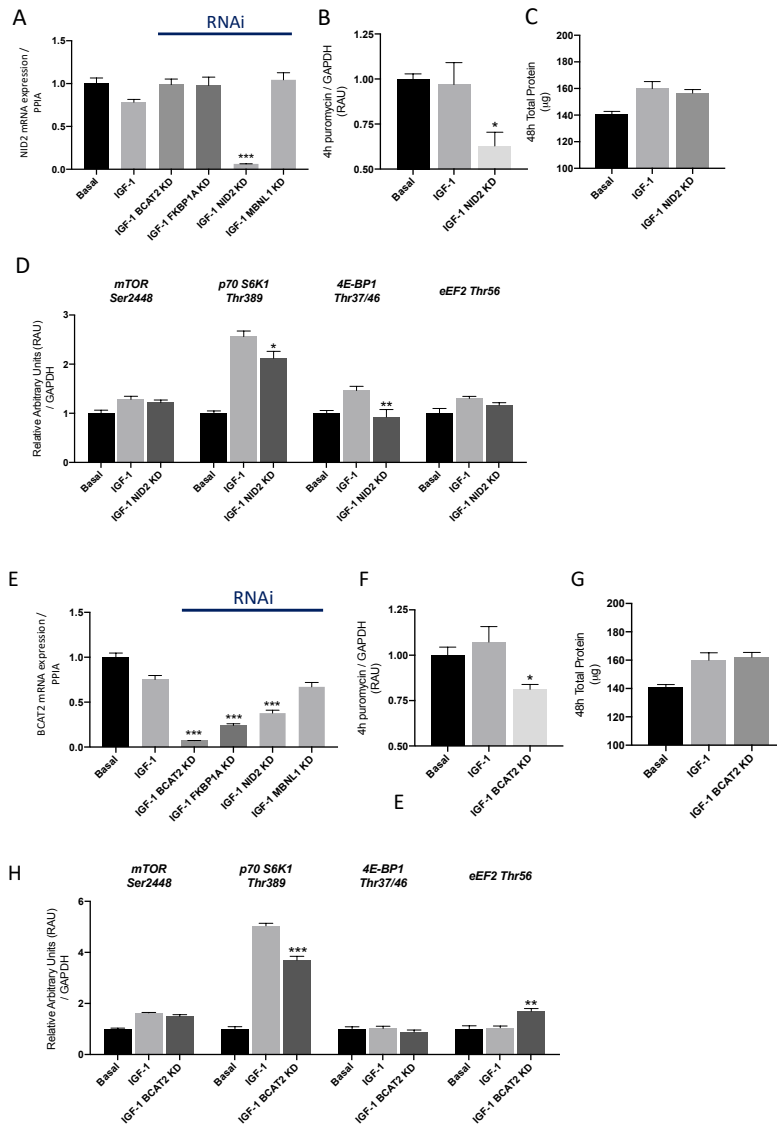 A
RNAi
NID2 mRNA expression /
PPIA
1.5
1.0
0.5
0.0
***
Basal
IGF-1
IGF-1 BCAT2 KD
IGF-1 FKBP1A KD
IGF-1 NID2 KD
IGF-1 MBNL1 KD
B
4h puromycin / GAPDH
(RAU)
1.25
1.00
0.75
0.50
*
Basal
IGF-1
IGF-1 NID2 KD
C
48h Total Protein
(µg)
200
180
160
140
120
100
Basal
IGF-1
IGF-1 NID2 KD
D
mTOR
Ser2448
p70 S6K1
Thr389
4E-BP1
Thr37/46
eEF2 Thr56
Relative Arbitrary Units (RAU)
/ GAPDH
3
2
1
0
*
**
Basal
IGF-1
IGF-1 NID2 KD
Basal
IGF-1
IGF-1 NID2 KD
Basal
IGF-1
IGF-1 NID2 KD
Basal
IGF-1
IGF-1 NID2 KD
E
RNAi
BCAT2 mRNA expression /
PPIA
1.5
1.0
0.5
0.0
***
***
***
Basal
IGF-1
IGF-1 BCAT2 KD
IGF-1 FKBP1A KD
IGF-1 NID2 KD
IGF-1 MBNL1 KD
F
4h puromycin / GAPDH
(RAU)
1.25
1.00
0.75
0.50
*
Basal
IGF-1
IGF-1 BCAT2 KD
G
48h Total Protein
(µg)
200
180
160
140
120
100
Basal
IGF-1
IGF-1 BCAT2 KD
E
H
mTOR
Ser2448
p70 S6K1
Thr389
4E-BP1
Thr37/46
eEF2 Thr56
Relative Arbitrary Units (RAU)
/ GAPDH
6
4
2
0
***
**
Basal
IGF-1
IGF-1 BCAT2 KD
Basal
IGF-1
IGF-1 BCAT2 KD
Basal
IGF-1
IGF-1 BCAT2 KD
Basal
IGF-1
IGF-1 BCAT2 KD